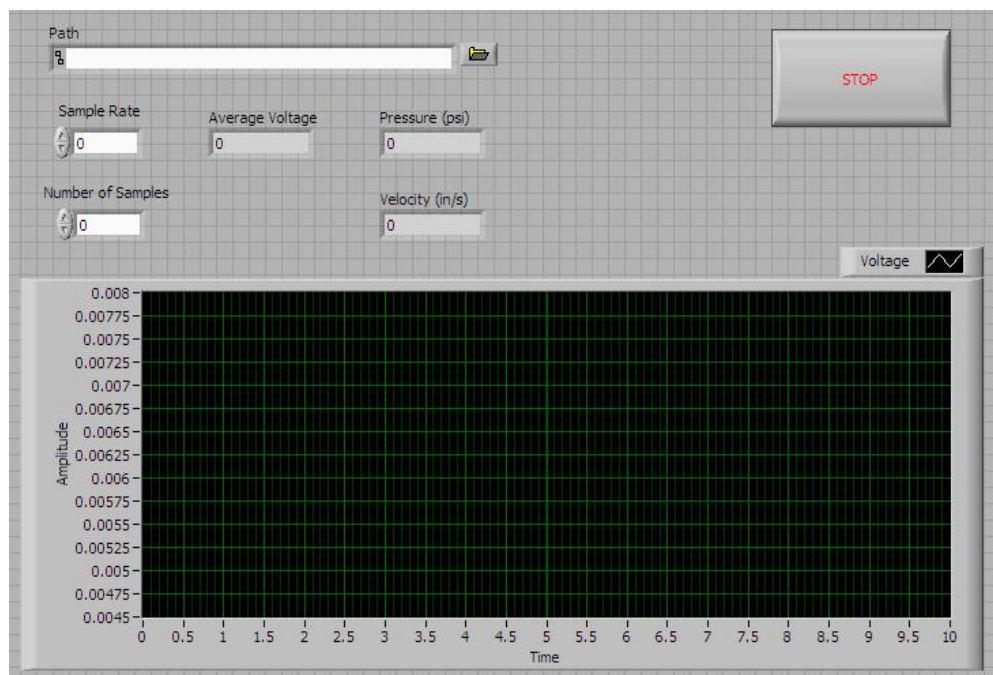 Path
STOP
Sample Rate
Average Voltage
Pressure (psi)
0
0
0
Number of Samples
Velocity (in/s)
0
0
Voltage
0.008
0.00775
0.0075
0.00725
0.007
0.00675
0.0065
0.00625
0.006
0.00575
0.0055
0.00525
0.005
0.00475
0.0045
Amplitude
0 0.5 1 1.5 2 2.5 3 3.5 4 4.5 5 5.5 6 6.5 7 7.5 8 8.5 9 9.5 10
Time